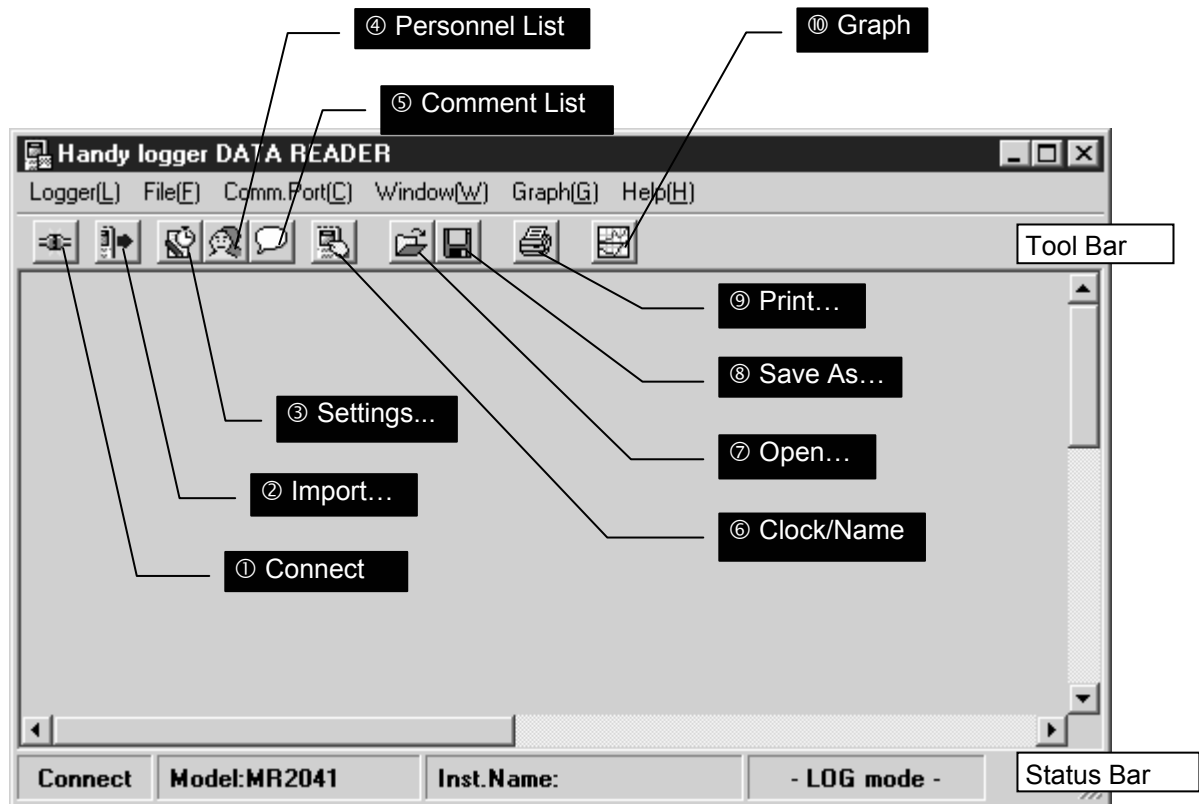 ④ Personnel List
⑩ Graph
⑤ Comment List
Handy logger DATA READER
Logger(L) File(F) Comm.Port(C) Window(W) Graph(G) Help(H)
Tool Bar
⑨ Print…
⑧ Save As…
③ Settings...
⑦ Open…
② Import…
⑥ Clock/Name
① Connect
Connect Model:MR2041 Inst.Name: - LOG mode -
Status Bar